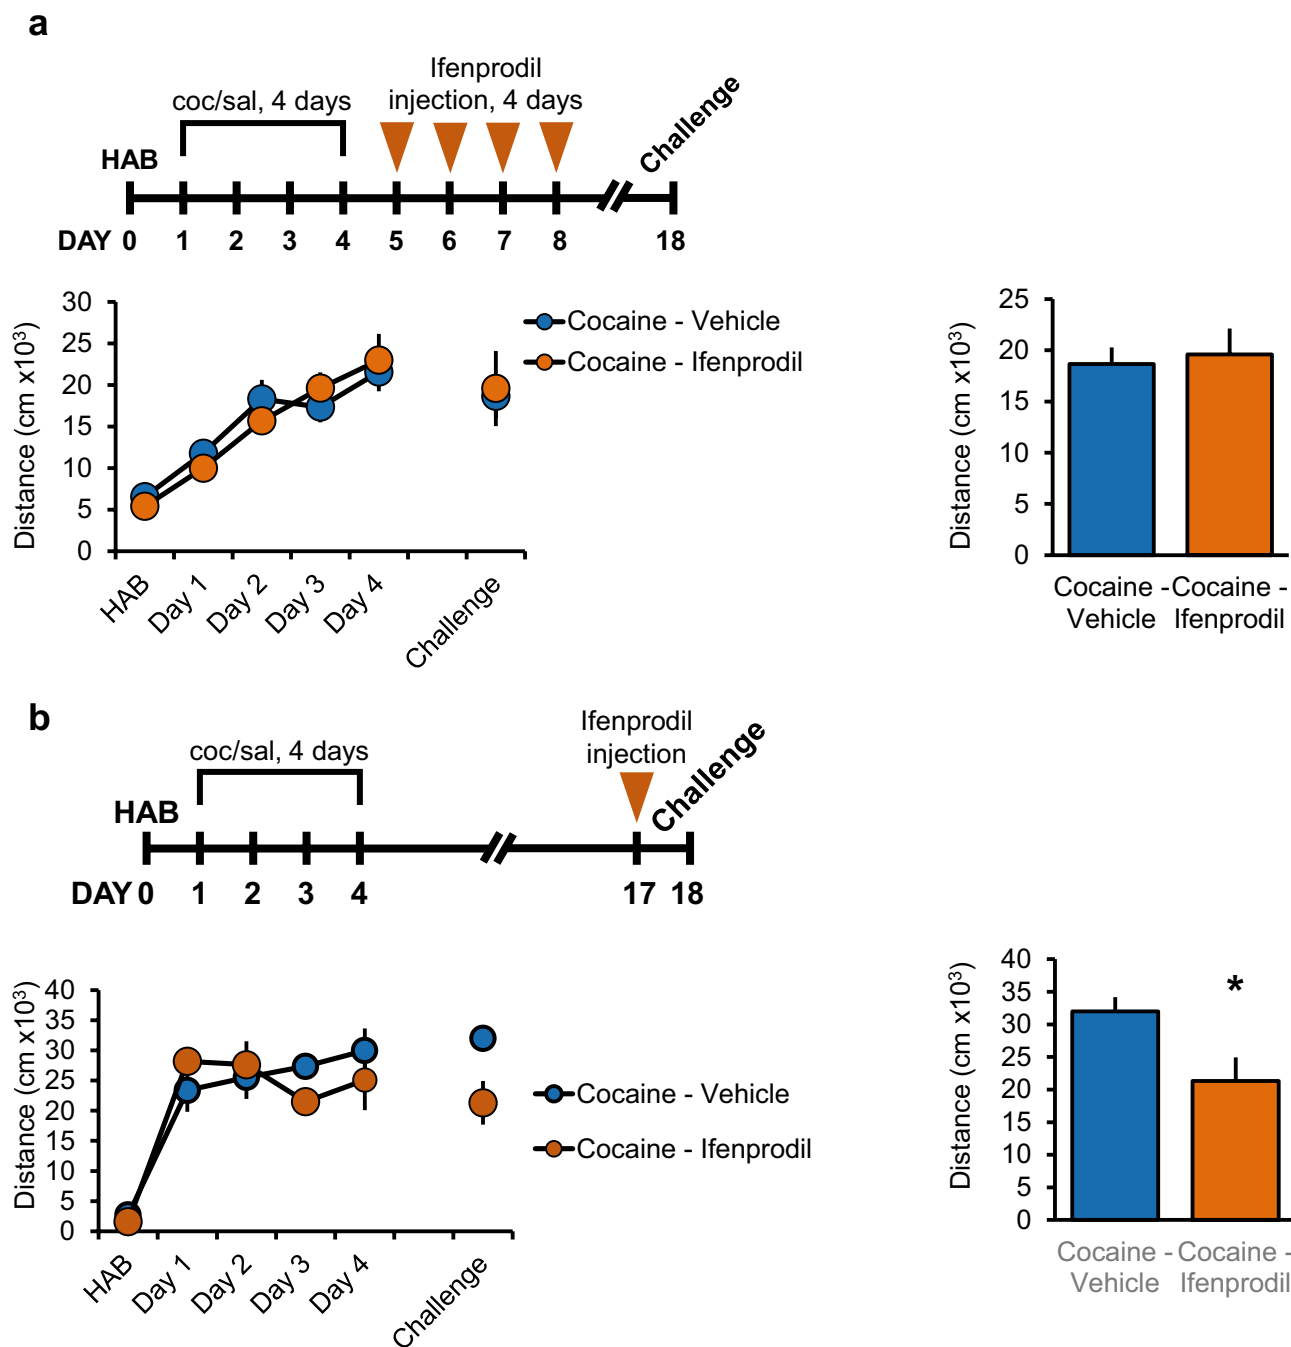 a
coc/sal, 4 days
Ifenprodil
injection, 4 days
Challenge
HAB
DAY 0 1 2 3 4 5 6 7 8 18
30
25
20
15
10
5
0
Distance (cm x10³)
HAB
Day 1
Day 2
Day 3
Day 4
Challenge
Cocaine - Vehicle
Cocaine - Ifenprodil
25
20
15
10
5
0
Distance (cm x10³)
Cocaine -
Vehicle
Cocaine -
Ifenprodil
b
coc/sal, 4 days
Ifenprodil
injection
Challenge
HAB
DAY 0 1 2 3 4 17 18
40
35
30
25
20
15
10
5
0
Distance (cm x10³)
HAB
Day 1
Day 2
Day 3
Day 4
Challenge
Cocaine - Vehicle
Cocaine - Ifenprodil
40
35
30
25
20
15
10
5
0
Distance (cm x10³)
*
Cocaine -
Vehicle
Cocaine -
Ifenprodil